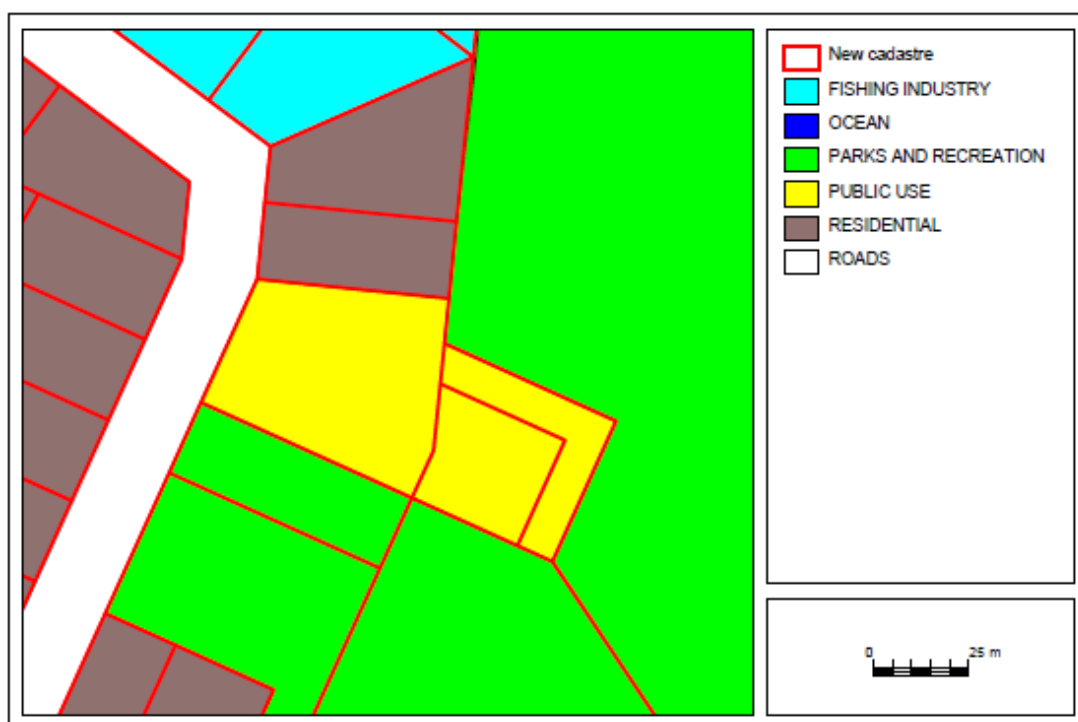 New cadastre
FISHING INDUSTRY
OCEAN
PARKS AND RECREATION
PUBLIC USE
RESIDENTIAL
ROADS
0 25 m